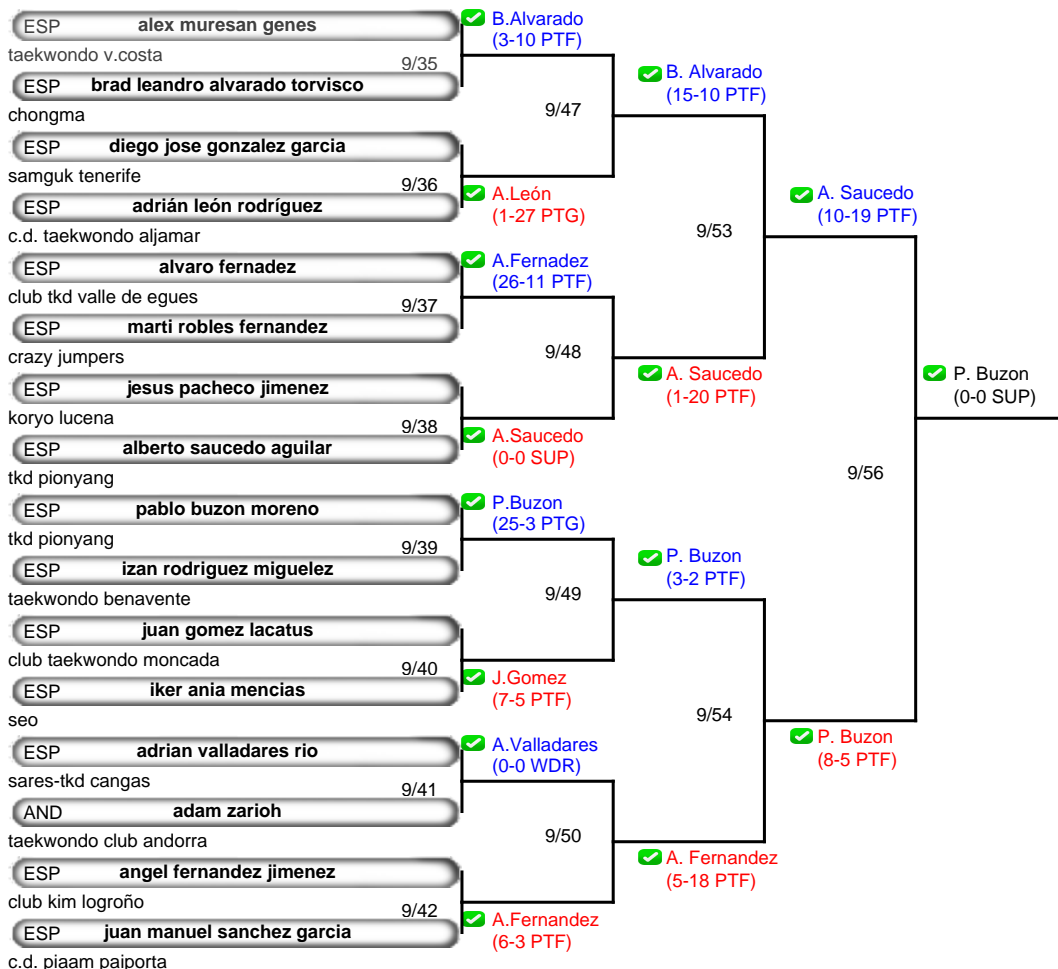 ESP alex muresan genes
taekwondo v.costa
9/35
ESP brad leandro alvarado torvisco
chongma
ESP diego jose gonzalez garcia
samguk tenerife
9/36
ESP adrián león rodríguez
c.d. taekwondo aljamar
ESP alvaro fernadez
club tkd valle de egues
9/37
ESP marti robles fernandez
crazy jumpers
ESP jesus pacheco jimenez
koryo lucena
9/38
ESP alberto saucedo aguilar
tkd pionyang
ESP pablo buzon moreno
tkd pionyang
9/39
ESP izan rodriguez miguelez
taekwondo benavente
ESP juan gomez lacatus
club taekwondo moncada
9/40
ESP iker ania mencias
seo
ESP adrian valladares rio
sares-tkd cangas
9/41
AND adam zarioh
taekwondo club andorra
ESP angel fernandez jimenez
club kim logroño
9/42
ESP juan manuel sanchez garcia
c.d. piaam paiporta
B.Alvarado
(3-10 PTF)
9/47
A.León
(1-27 PTG)
A.Fernadez
(26-11 PTF)
9/48
A.Saucedo
(0-0 SUP)
P.Buzon
(25-3 PTG)
9/49
J.Gomez
(7-5 PTF)
A.Valladares
(0-0 WDR)
9/50
A.Fernandez
(6-3 PTF)
B. Alvarado
(15-10 PTF)
9/53
A. Saucedo
(1-20 PTF)
P. Buzon
(3-2 PTF)
9/54
A. Fernandez
(5-18 PTF)
A. Saucedo
(10-19 PTF)
9/56
P. Buzon
(8-5 PTF)
P. Buzon
(0-0 SUP)